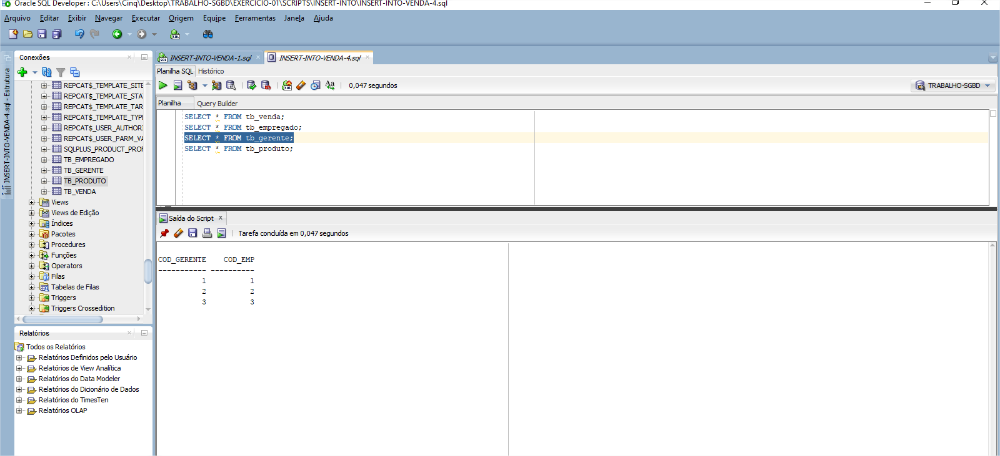 Oracle SQL Developer : C:\Users\Cinq\Desktop\TRABALHO-SGBD\EXERCICIO-01\SCRIPTS\INSERT-INTO\INSERT-INTO-VENDA-4.sql
Arquivo Editar Exibir Navegar Executar Origem Equipe Ferramentas Janela Ajuda
INSERT-INTO-VENDA-4.sql - Estrutura
Conexões
REPCAT$_TEMPLATE_SITE
REPCAT$_TEMPLATE_STA
REPCAT$_TEMPLATE_TAR
REPCAT$_TEMPLATE_TYP
REPCAT$_USER_AUTHOR
REPCAT$_USER_PARM_VA
SQLPLUS_PRODUCT_PROF
TB_EMPREGADO
TB_GERENTE
TB_PRODUTO
TB_VENDA
Views
Views de Edição
Índices
Pacotes
Procedures
Funções
Operators
Filas
Tabelas de Filas
Triggers
Triggers Crossedition
Relatórios
Todos os Relatórios
Relatórios Definidos pelo Usuário
Relatórios de View Analítica
Relatórios do Data Modeler
Relatórios do Dicionário de Dados
Relatórios do TimesTen
Relatórios OLAP
INSERT-INTO-VENDA-1.sql INSERT-INTO-VENDA-4.sql
Planilha SQL Histórico
0,047 segundos
TRABALHO-SGBD
Planilha Query Builder
SELECT * FROM tb_venda;
SELECT * FROM tb_empregado;
SELECT * FROM tb_gerente;
SELECT * FROM tb_produto;
Saída do Script
Tarefa concluída em 0,047 segundos
COD_GERENTE COD_EMP
----------- ----------
1 1
2 2
3 3